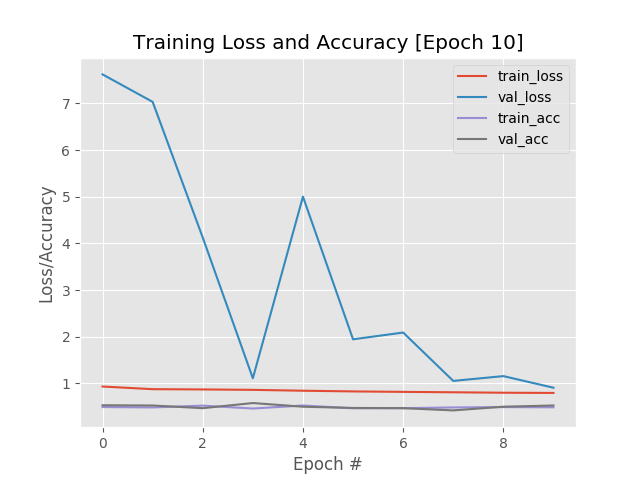 Training Loss and Accuracy [Epoch 10]
train_loss
val_loss
train_acc
val_acc
7
6
5
4
3
2
1
Loss/Accuracy
0 2 4 6 8
Epoch #